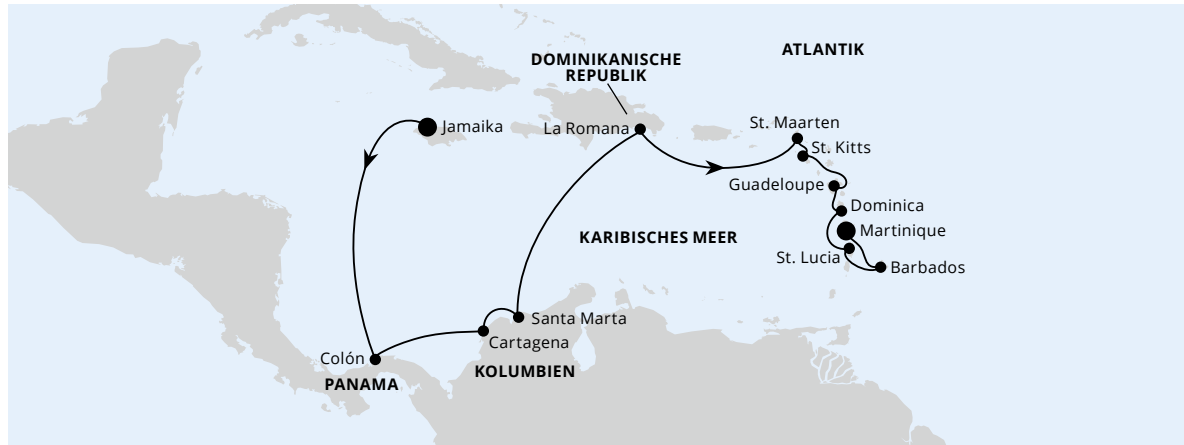 ATLANTIK
DOMINIKANISCHE
REPUBLIK
Jamaika
La Romana
St. Maarten
St. Kitts
Guadeloupe
Dominica
Martinique
KARIBISCHES MEER
St. Lucia
Barbados
Santa Marta
Cartagena
Colón
KOLUMBIEN
PANAMA